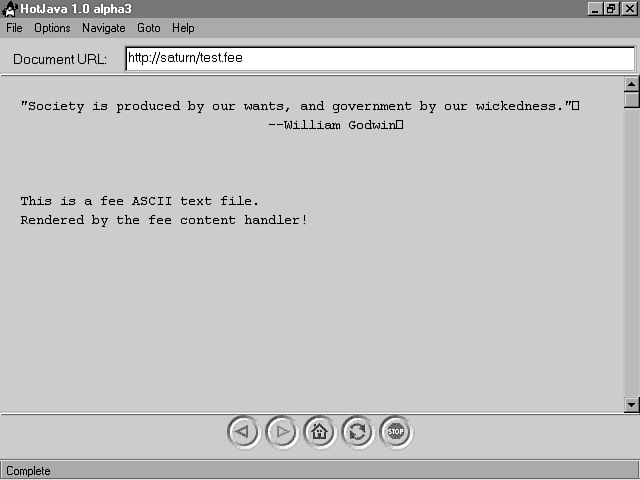 HotJava 1.0 alpha3
File Options Navigate Goto Help
Document URL: http://saturn/test.fee
"Society is produced by our wants, and government by our wickedness."□
--William Godwin□
This is a fee ASCII text file.
Rendered by the fee content handler!
STOP
Complete